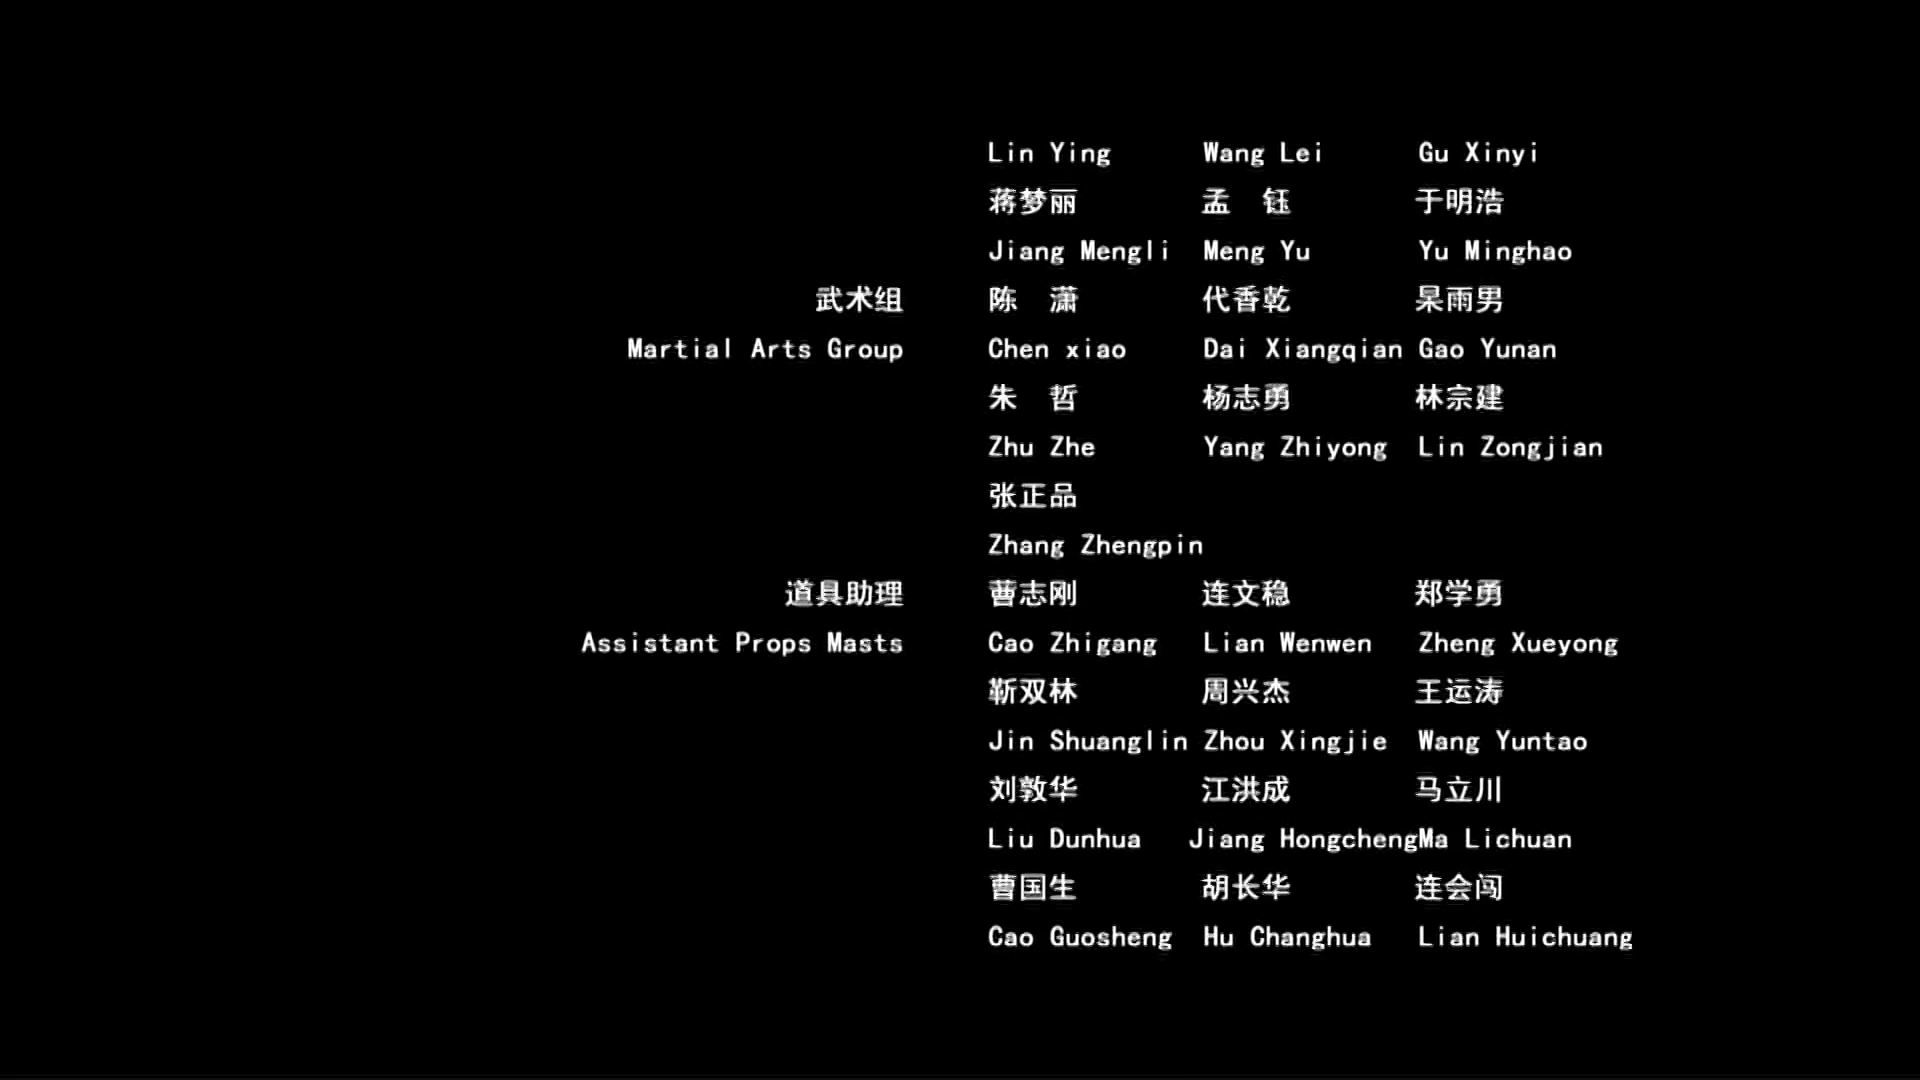 Lin Ying Wang Lei Gu Xinyi
蒋梦丽 孟 钰 于明浩
Jiang Mengli Meng Yu Yu Minghao
武术组 陈 潇 代香乾 杲雨男
Martial Arts Group Chen xiao Dai Xiangqian Gao Yunan
朱 哲 杨志勇 林宗建
Zhu Zhe Yang Zhiyong Lin Zongjian
张正品
Zhang Zhengpin
道具助理 曹志刚 连文稳 郑学勇
Assistant Props Masts Cao Zhigang Lian Wenwen Zheng Xueyong
靳双林 周兴杰 王运涛
Jin Shuanglin Zhou Xingjie Wang Yuntao
刘敦华 江洪成 马立川
Liu Dunhua Jiang HongchengMa Lichuan
曹国生 胡长华 连会闯
Cao Guosheng Hu Changhua Lian Huichuang